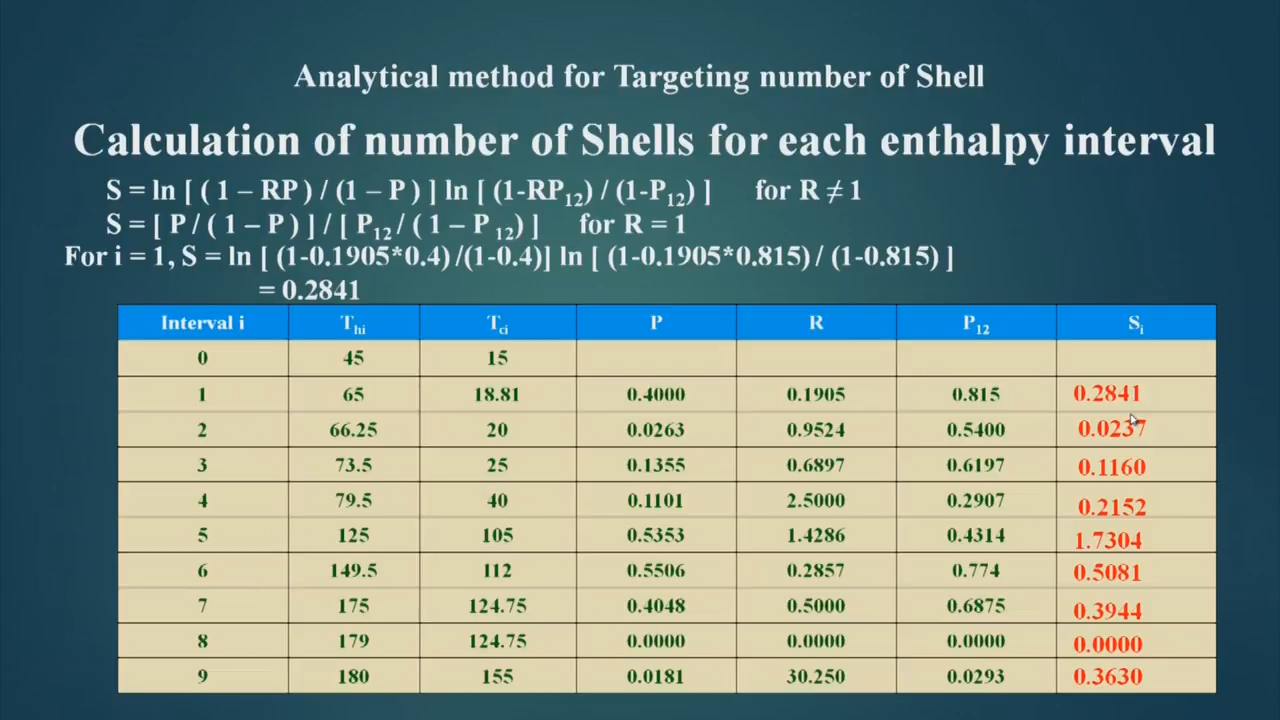 Analytical method for Targeting number of Shell
Calculation of number of Shells for each enthalpy interval
S = ln [ ( 1 – RP ) / (1 – P ) ] ln [ (1-RP₁₂) / (1-P₁₂) ] for R ≠ 1
S = [ P / ( 1 – P ) ] / [ P₁₂ / ( 1 – P ₁₂) ] for R = 1
For i = 1, S = ln [ (1-0.1905*0.4) /(1-0.4)] ln [ (1-0.1905*0.815) / (1-0.815) ]
= 0.2841
Interval i T_hi T_ci P R P₁₂ S_i
0 45 15
1 65 18.81 0.4000 0.1905 0.815 0.2841
2 66.25 20 0.0263 0.9524 0.5400 0.0237
3 73.5 25 0.1355 0.6897 0.6197 0.1160
4 79.5 40 0.1101 2.5000 0.2907 0.2152
5 125 105 0.5353 1.4286 0.4314 1.7304
6 149.5 112 0.5506 0.2857 0.774 0.5081
7 175 124.75 0.4048 0.5000 0.6875 0.3944
8 179 124.75 0.0000 0.0000 0.0000 0.0000
9 180 155 0.0181 30.250 0.0293 0.3630